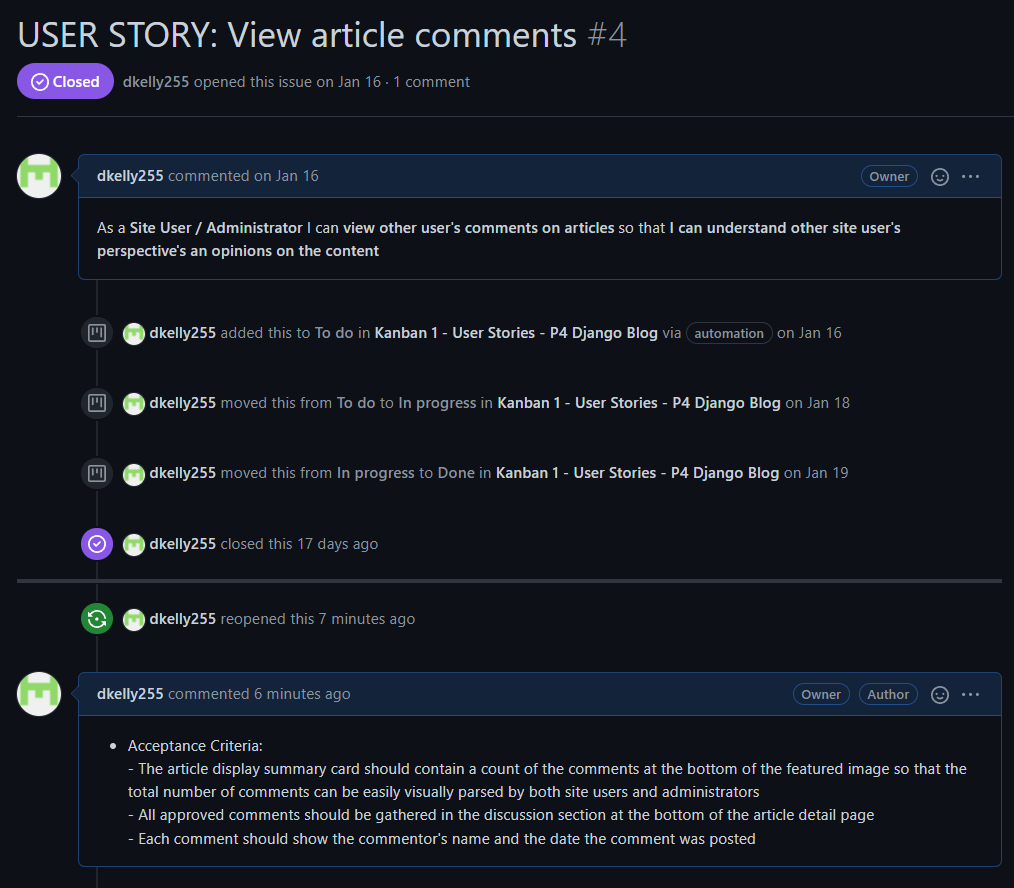 USER STORY: View article comments #4
Closed dkelly255 opened this issue on Jan 16 · 1 comment
dkelly255 commented on Jan 16 Owner
As a Site User / Administrator I can view other user's comments on articles so that I can understand other site user's
perspective's an opinions on the content
dkelly255 added this to To do in Kanban 1 - User Stories - P4 Django Blog via automation on Jan 16
dkelly255 moved this from To do to In progress in Kanban 1 - User Stories - P4 Django Blog on Jan 18
dkelly255 moved this from In progress to Done in Kanban 1 - User Stories - P4 Django Blog on Jan 19
dkelly255 closed this 17 days ago
dkelly255 reopened this 7 minutes ago
dkelly255 commented 6 minutes ago Owner Author
• Acceptance Criteria:
- The article display summary card should contain a count of the comments at the bottom of the featured image so that the
total number of comments can be easily visually parsed by both site users and administrators
- All approved comments should be gathered in the discussion section at the bottom of the article detail page
- Each comment should show the commentor's name and the date the comment was posted